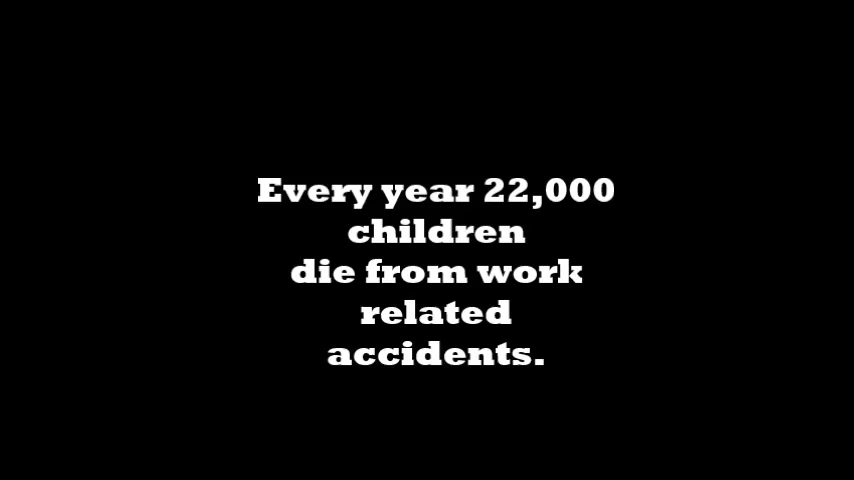 Every year 22,000
children
die from work
related
accidents.